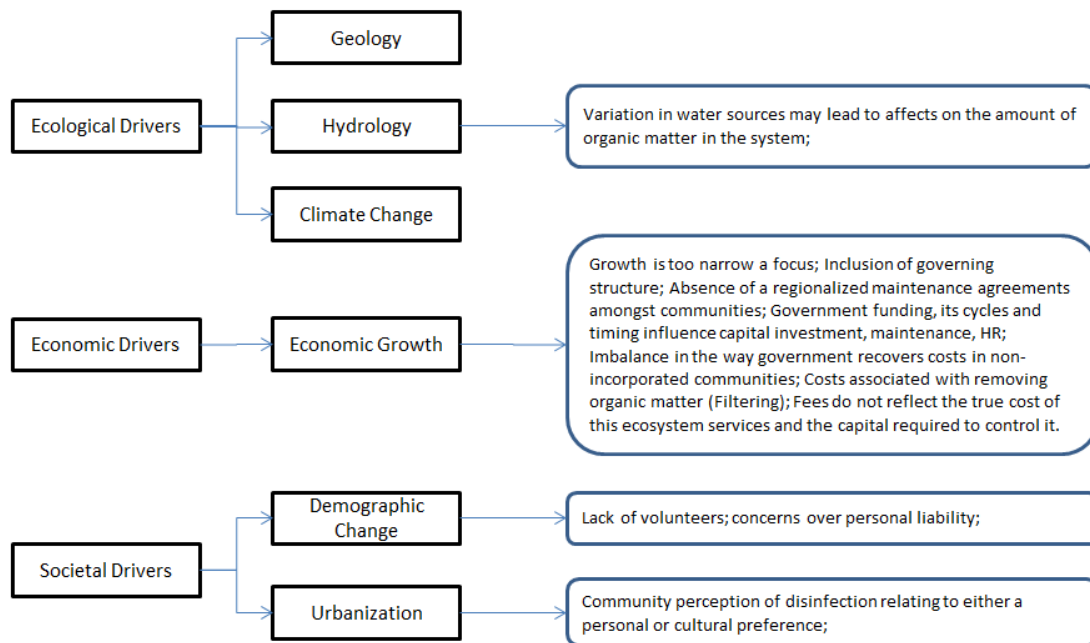 Geology
Ecological Drivers
Hydrology
Variation in water sources may lead to affects on the amount of
organic matter in the system;
Climate Change
Economic Drivers
Economic Growth
Growth is too narrow a focus; Inclusion of governing
structure; Absence of a regionalized maintenance agreements
amongst communities; Government funding, its cycles and
timing influence capital investment, maintenance, HR;
Imbalance in the way government recovers costs in non-
incorporated communities; Costs associated with removing
organic matter (Filtering); Fees do not reflect the true cost of
this ecosystem services and the capital required to control it.
Societal Drivers
Demographic
Change
Lack of volunteers; concerns over personal liability;
Urbanization
Community perception of disinfection relating to either a
personal or cultural preference;